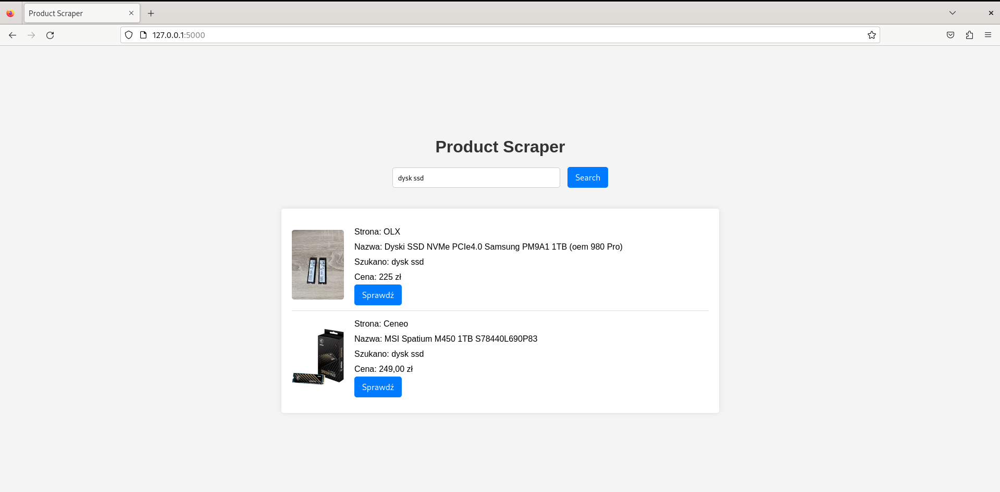 Product Scraper
127.0.0.1:5000
Product Scraper
dysk ssd
Search
Strona: OLX
Nazwa: Dyski SSD NVMe PCIe4.0 Samsung PM9A1 1TB (oem 980 Pro)
Szukano: dysk ssd
Cena: 225 zł
Sprawdź
Strona: Ceneo
Nazwa: MSI Spatium M450 1TB S78440L690P83
Szukano: dysk ssd
Cena: 249,00 zł
Sprawdź